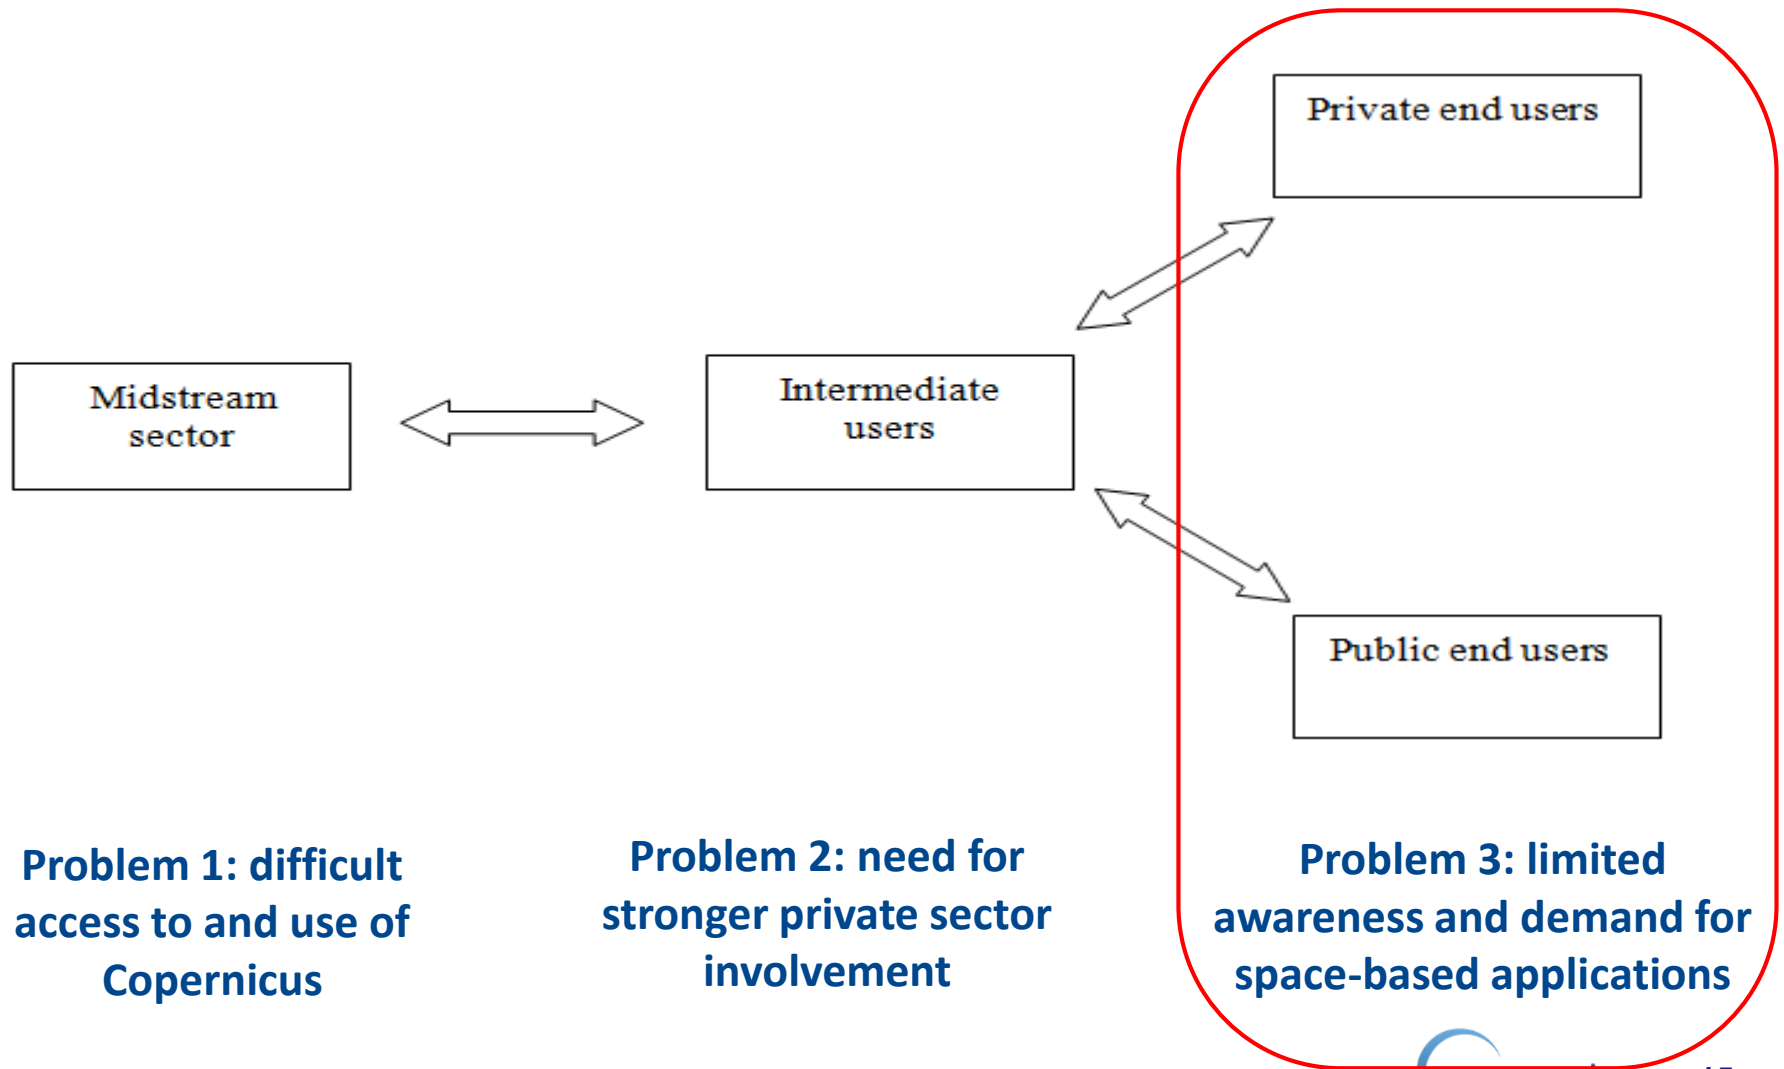 Private end users
Midstream
sector
Intermediate
users
Public end users
Problem 1: difficult
access to and use of
Copernicus
Problem 2: need for
stronger private sector
involvement
Problem 3: limited
awareness and demand for
space-based applications